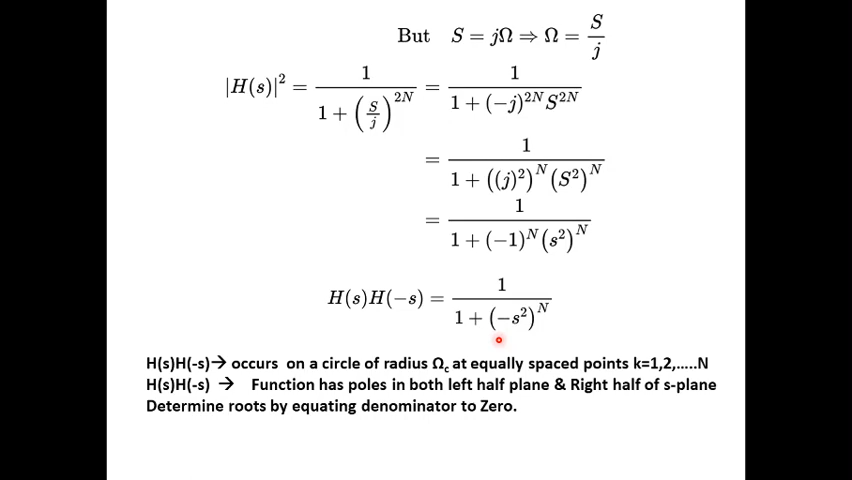 But S = jΩ ⇒ Ω = S/j
|H(s)|² = 1/(1 + (S/j)^{2N}) = 1/(1 + (−j)^{2N} S^{2N})
= 1/(1 + ((j)²)^N (S²)^N)
= 1/(1 + (−1)^N (s²)^N)
H(s)H(−s) = 1/(1 + (−s²)^N)
H(s)H(-s)→ occurs on a circle of radius Ωc at equally spaced points k=1,2,.....N
H(s)H(-s) → Function has poles in both left half plane & Right half of s-plane
Determine roots by equating denominator to Zero.